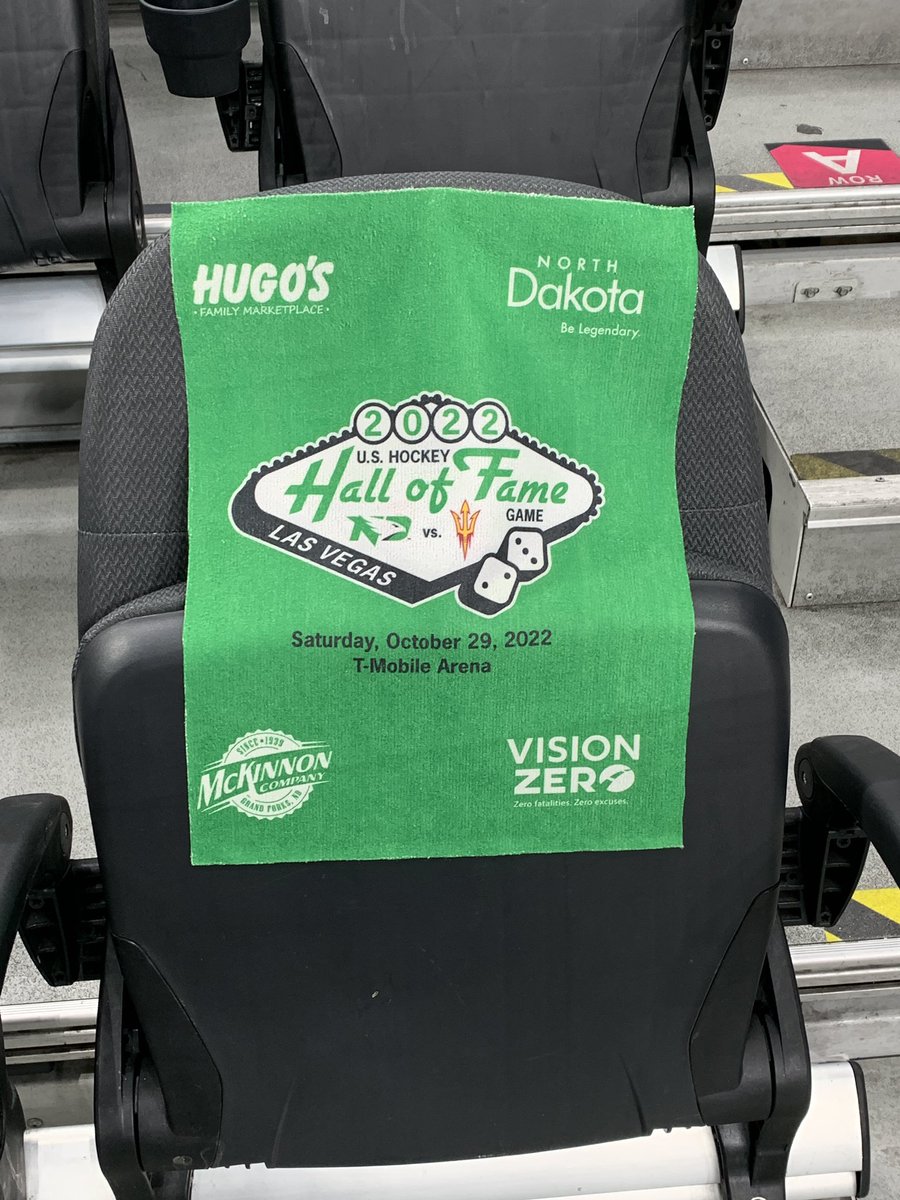 A
ROW
HUGO'S
• FAMILY MARKETPLACE •
NORTH
Dakota
Be Legendary.
2022
U.S. HOCKEY
Hall of Fame
GAME
ND vs.
LAS VEGAS
Saturday, October 29, 2022
T-Mobile Arena
SINCE • 1939
McKINNON
COMPANY
GRAND FORKS, ND
VISION
ZERO
Zero fatalities. Zero excuses.